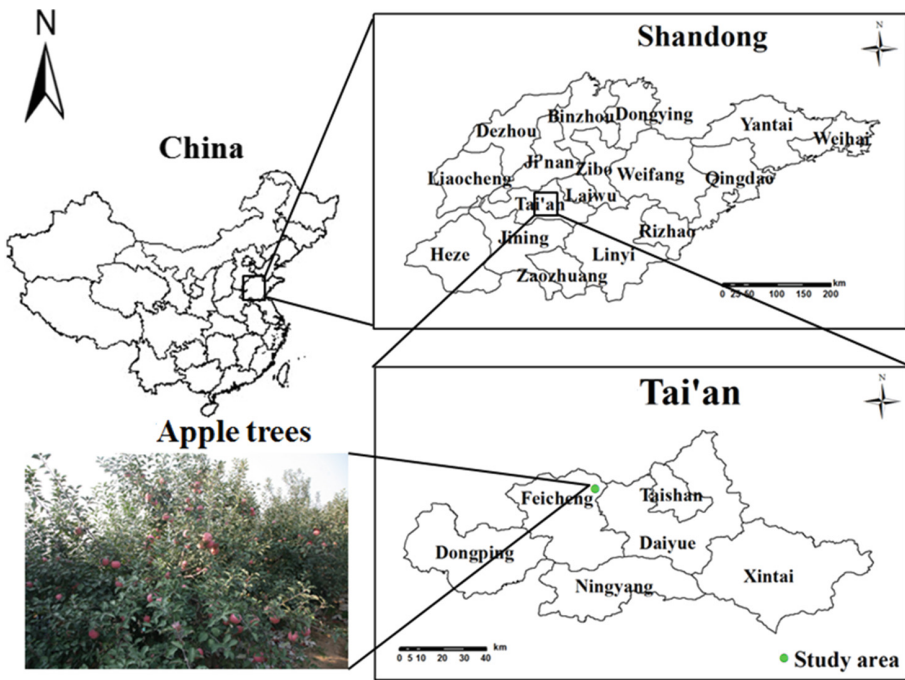 N
China
Shandong
N
Binzhou
Dongying
Dezhou
Yantai
Weihai
Ji'nan
Zibo
Weifang
Qingdao
Liaocheng
Laiwu
Tai'an
Rizhao
Jining
Heze
Linyi
Zaozhuang
km
0 25 50 100 150 200
Apple trees
Tai'an
N
Feicheng
Taishan
Dongping
Daiyue
Xintai
Ningyang
km
0 5 10 20 30 40
Study area